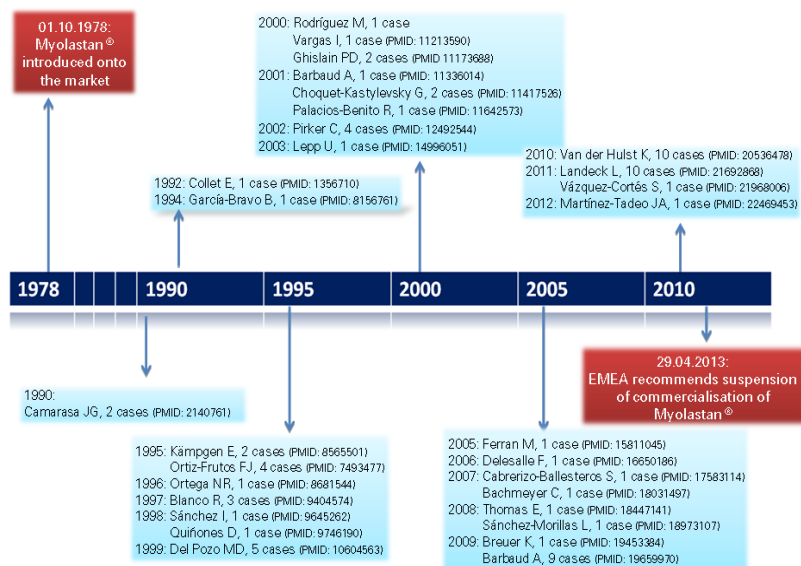 01.10.1978:
Myolastan®
introduced onto
the market
2000: Rodríguez M, 1 case
Vargas I, 1 case (PMID: 11213590)
Ghislain PD, 2 cases (PMID 11173688)
2001: Barbaud A, 1 case (PMID: 11336014)
Choquet-Kastylevsky G, 2 cases (PMID: 11417526)
Palacios-Benito R, 1 case (PMID: 11642573)
2002: Pirker C, 4 cases (PMID: 12492544)
2003: Lepp U, 1 case (PMID: 14996051)
1992: Collet E, 1 case (PMID: 1356710)
1994: García-Bravo B, 1 case (PMID: 8156761)
2010: Van der Hulst K, 10 cases (PMID: 20536478)
2011: Landeck L, 10 cases (PMID: 21692868)
Vázquez-Cortés S, 1 case (PMID: 21968006)
2012: Martínez-Tadeo JA, 1 case (PMID: 22469453)
1978 1990 1995 2000 2005 2010
29.04.2013:
EMEA recommends suspension
of commercialisation of
Myolastan®
1990:
Camarasa JG, 2 cases (PMID: 2140761)
1995: Kämpgen E, 2 cases (PMID: 8565501)
Ortiz-Frutos FJ, 4 cases (PMID: 7493477)
1996: Ortega NR, 1 case (PMID: 8681544)
1997: Blanco R, 3 cases (PMID: 9404574)
1998: Sánchez I, 1 case (PMID: 9645262)
Quiñones D, 1 case (PMID: 9746190)
1999: Del Pozo MD, 5 cases (PMID: 10604563)
2005: Ferran M, 1 case (PMID: 15811045)
2006: Delesalle F, 1 case (PMID: 16650186)
2007: Cabrerizo-Ballesteros S, 1 case (PMID: 17583114)
Bachmeyer C, 1 case (PMID: 18031497)
2008: Thomas E, 1 case (PMID: 18447141)
Sánchez-Morillas L, 1 case (PMID: 18973107)
2009: Breuer K, 1 case (PMID: 19453384)
Barbaud A, 9 cases (PMID: 19659970)